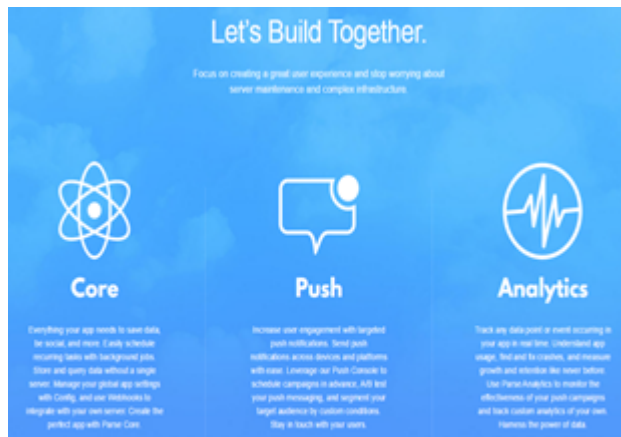 Let's Build Together.
Focus on creating a great user experience and stop worrying about
server maintenance and complex infrastructure.
Core
Push
Analytics
Everything your app needs to save data,
be social, and more. Easily schedule
recurring tasks with background jobs.
Store and query data without a single
server. Manage your global app settings
with Config, and use Webhooks to
integrate with your own server. Create the
perfect app with Parse Core.
Increase user engagement with targeted
push notifications. Send push
notifications across devices and platforms
with ease. Leverage our Push Console to
schedule campaigns in advance, A/B test
your push messaging, and segment your
target audience by custom conditions.
Stay in touch with your users.
Track any data point or event occurring in
your app in real time. Understand app
usage, find and fix crashes, and measure
growth and retention like never before.
Use Parse Analytics to monitor the
effectiveness of your push campaigns
and track custom analytics of your own.
Harness the power of data.